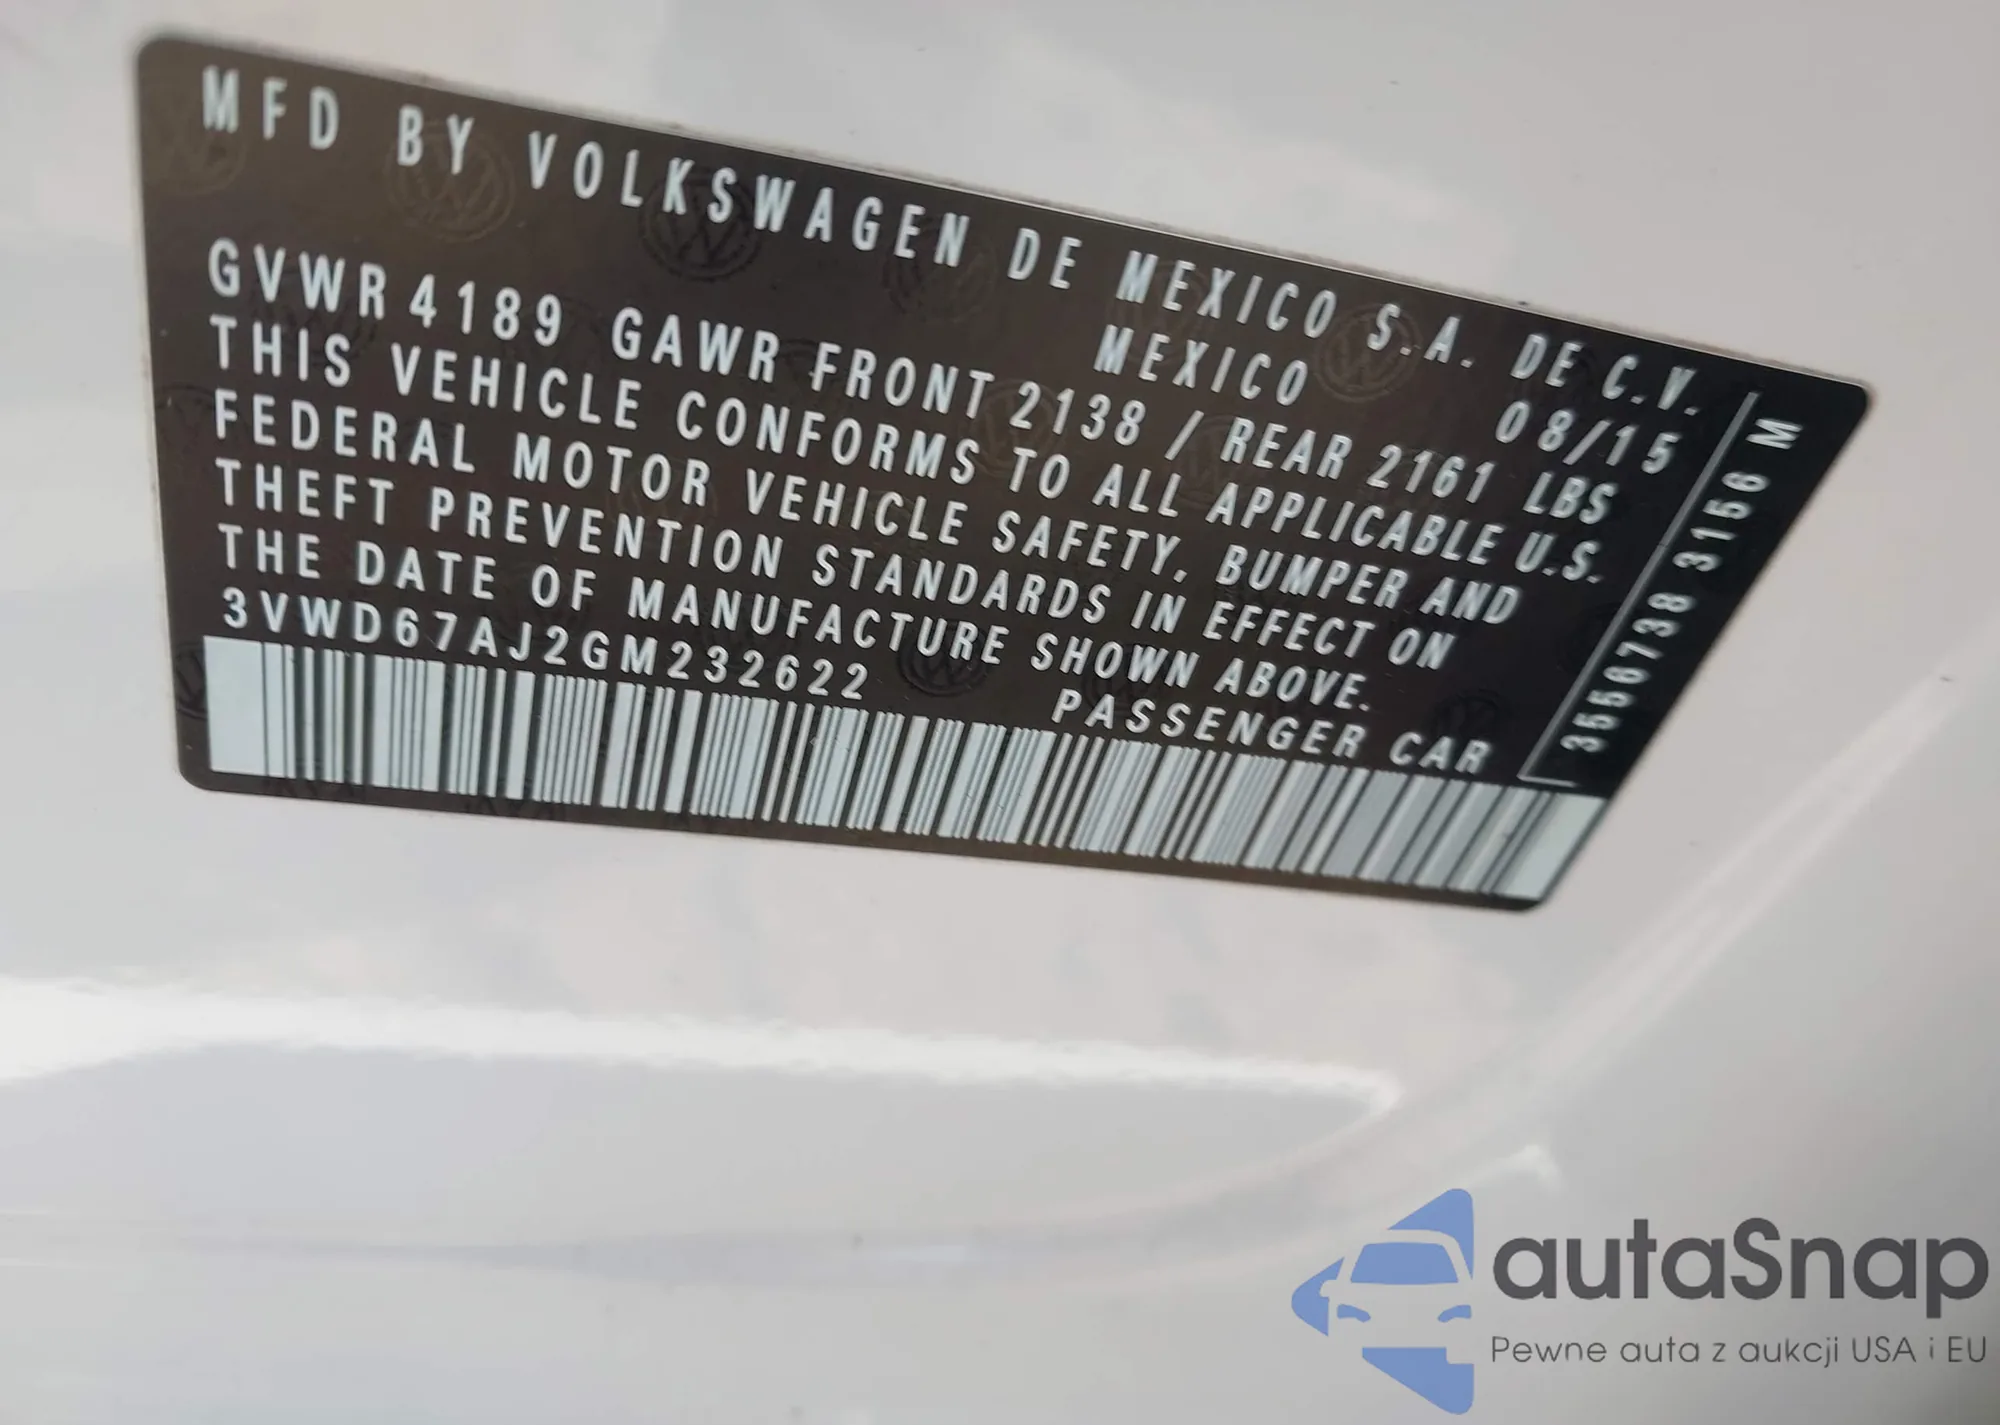 MFD BY VOLKSWAGEN DE MEXICO S.A. DE C.V.
MEXICO 08/15
GVWR 4189 GAWR FRONT 2138 / REAR 2161 LBS
THIS VEHICLE CONFORMS TO ALL APPLICABLE U.S.
FEDERAL MOTOR VEHICLE SAFETY, BUMPER AND
THEFT PREVENTION STANDARDS IN EFFECT ON
THE DATE OF MANUFACTURE SHOWN ABOVE.
3VWD67AJ2GM232622 PASSENGER CAR
3556738 3156 M
autaSnap
Pewne auta z aukcji USA i EU